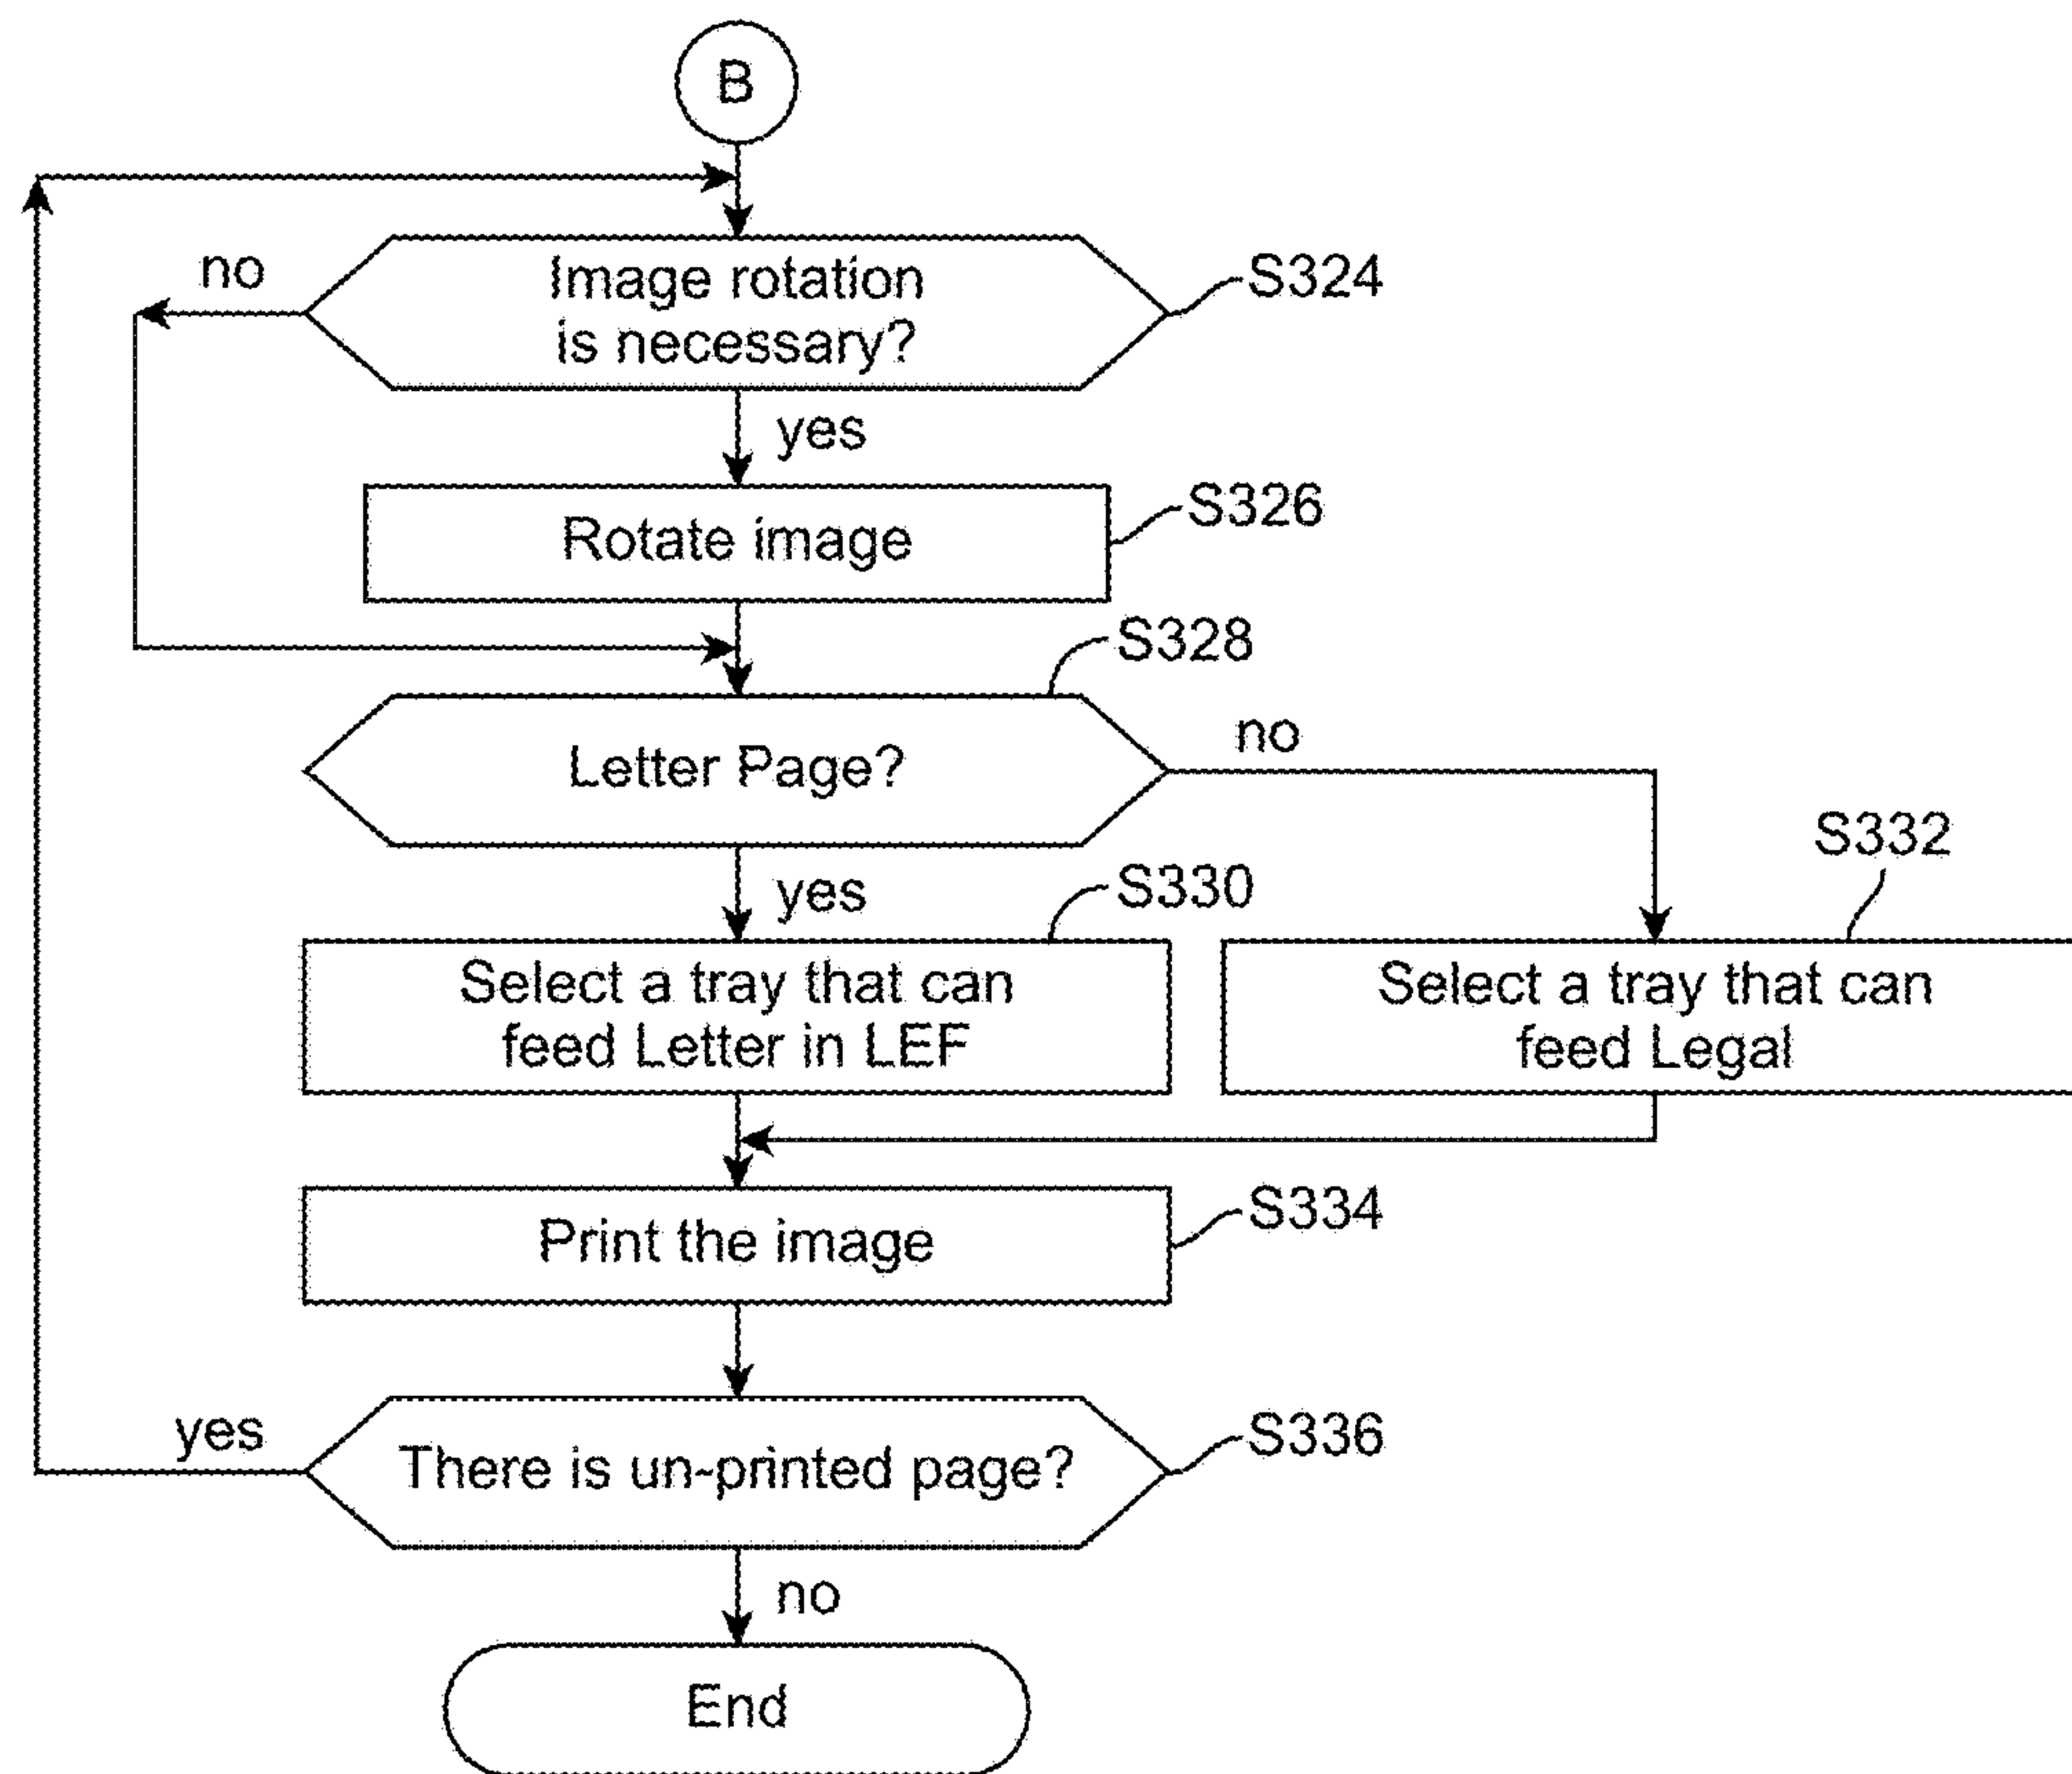 B
no
Image rotation
is necessary?
S324
yes
Rotate image
S326
S328
Letter Page?
no
S332
yes
S330
Select a tray that can
feed Letter in LEF
Select a tray that can
feed Legal
Print the image
S334
yes
There is un-printed page?
S336
no
End